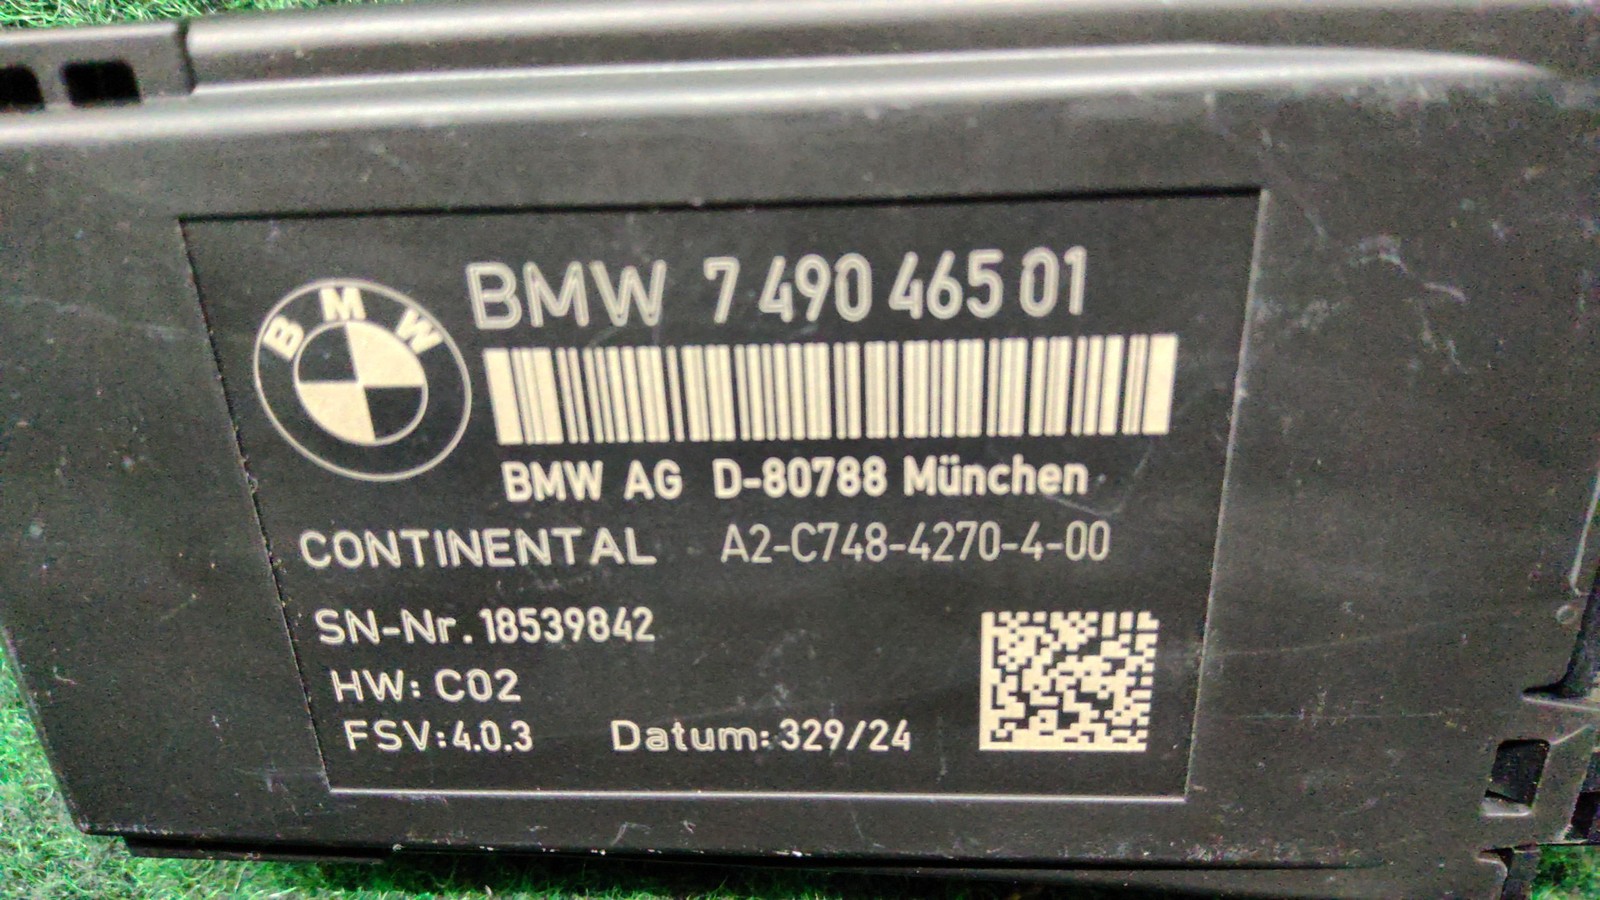 BMW
BMW 7 490 465 01
BMW AG D-80788 München
CONTINENTAL A2-C748-4270-4-00
SN-Nr. 18539842
HW: C02
FSV:4.0.3 Datum: 329/24